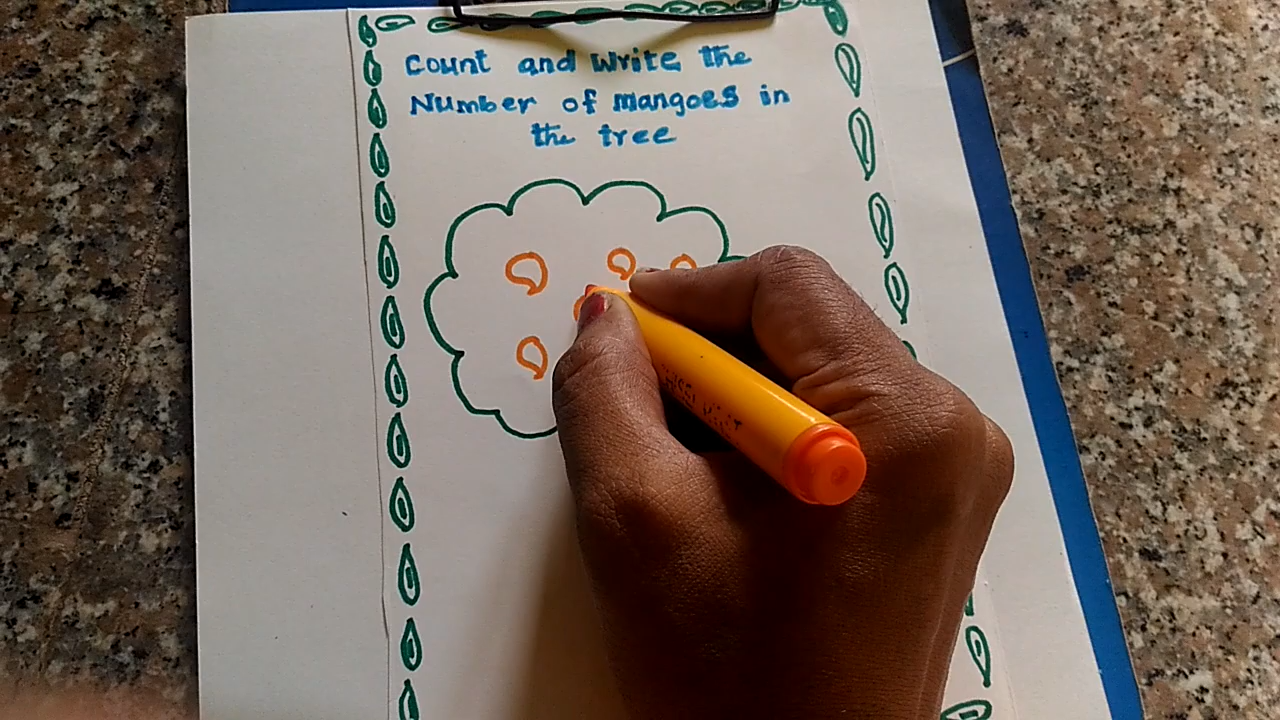 count and write the
Number of mangoes in
the tree